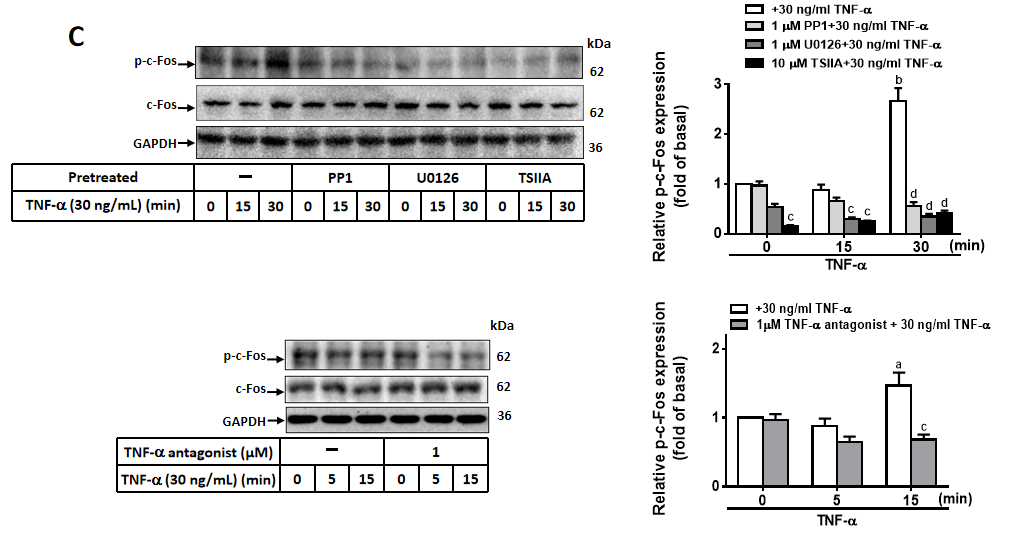 C
kDa
p-c-Fos
62
c-Fos
62
GAPDH
36
Pretreated – PP1 U0126 TSIIA
TNF-α (30 ng/mL) (min) 0 15 30 0 15 30 0 15 30 0 15 30
+30 ng/ml TNF-α
1 μM PP1+30 ng/ml TNF-α
1 μM U0126+30 ng/ml TNF-α
10 μM TSIIA+30 ng/ml TNF-α
Relative p-c-Fos expression
(fold of basal)
3
2
1
0
c
c
c
b
d
d
d
0 15 30 (min)
TNF-α
kDa
p-c-Fos
62
c-Fos
62
GAPDH
36
TNF-α antagonist (μM) – 1
TNF-α (30 ng/mL) (min) 0 5 15 0 5 15
+30 ng/ml TNF-α
1μM TNF-α antagonist + 30 ng/ml TNF-α
Relative p-c-Fos expression
(fold of basal)
2
1
0
a
c
0 5 15 (min)
TNF-α